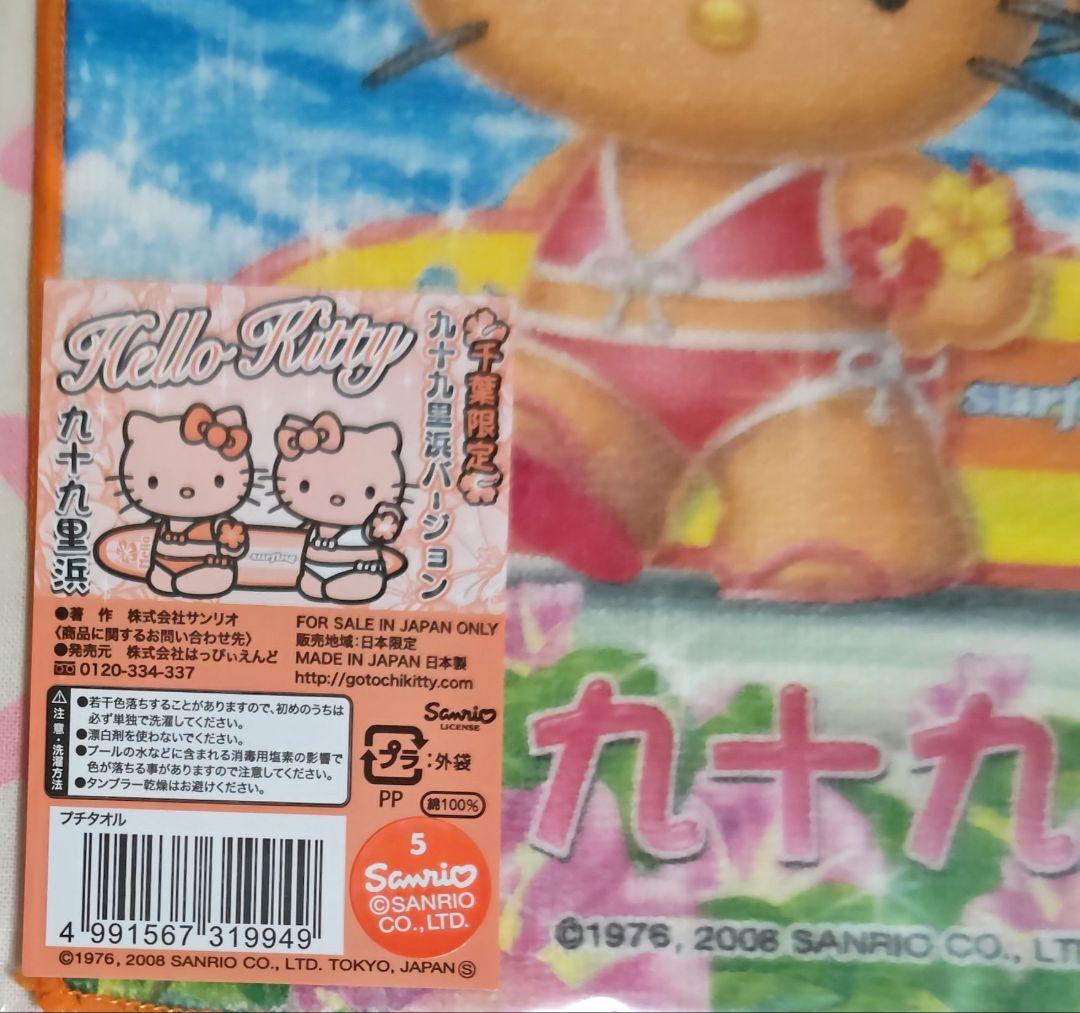 Hello Kitty
千葉限定
九十九里浜バージョン
九十九里浜
Hello
surfing
●著 作 株式会社サンリオ
〈商品に関するお問い合わせ先〉
●発売元 株式会社はっぴぃえんど
0120-334-337
FOR SALE IN JAPAN ONLY
販売地域:日本限定
MADE IN JAPAN 日本製
http://gotochikitty.com
Sanrio
LICENSE
注意・洗濯方法
●若干色落ちすることがありますので、初めのうちは
必ず単独で洗濯してください。
●漂白剤を使わないでください。
●プールの水などに含まれる消毒用塩素の影響で
色が落ちる事がありますので注意してください。
●タンブラー乾燥はお避けください。
プラ:外袋
PP
綿100%
プチタオル
4 991567 319949
5
Sanrio
©SANRIO
CO., LTD.
©1976, 2008 SANRIO CO., LTD. TOKYO, JAPAN Ⓢ
九十九
©1976, 2008 SANRIO CO., LT